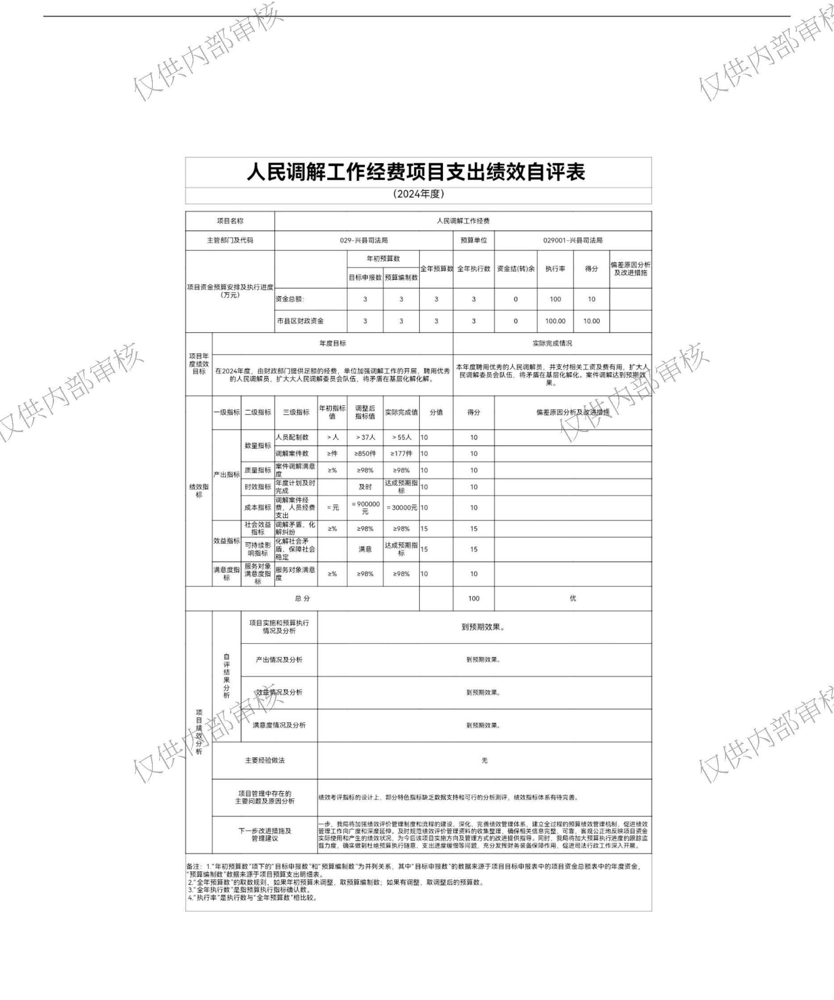 人民调解工作经费项目支出绩效自评表
（2024年度）
项目名称 人民调解工作经费
主管部门及代码 029-兴县司法局 预算单位 029001-兴县司法局
项目资金预算安排及执行进度
（万元）
年初预算数 全年预算数 全年执行数 资金结(转)余 执行率 得分 偏差原因分析
及改进措施
目标申报数 预算编制数
资金总额： 3 3 3 3 0 100 10
市县区财政资金 3 3 3 3 0 100.00 10.00
项目年
度绩效
目标
年度目标 实际完成情况
在2024年度，由财政部门提供足额的经费，单位加强调解工作的开展，聘用优秀
的人民调解员，扩大大人民调解委员会队伍，将矛盾在基层化解化解。
本年度聘用优秀的人民调解员，并支付相关工资及费有用，扩大人
民调解委员会队伍，将矛盾在基层化解化。案件调解达到预期效
果。
绩效指
标
一级指标 二级指标 三级指标 年初指标
值
调整后
指标值
实际完成值 分值 得分 偏差原因分析及改进措施
产出指标
数量指标
人员配制数 ＞人 ＞37人 ＞55人 10 10
调解案件数 ≥件 ≥850件 ≥177件 10 10
质量指标 案件调解满意
度
≥% ≥98% ≥98% 10 10
时效指标 年度计划及时
完成
及时 达成预期指
标
10 10
成本指标 调解案件经
费，人员经费
支出
＝元 ＝900000
元
＝30000元 10 10
效益指标
社会效益
指标
调解矛盾、化
解纠纷
≥% ≥98% ≥98% 15 15
可持续影
响指标
化解社会矛
盾、保障社会
稳定
满意 达成预期指
标
15 15
满意度指
标
服务对象
满意度指
标
服务对象满意
度
≥% ≥98% ≥98% 10 10
总 分 100 优
项目绩效分析
自评结果分析
项目实施和预算执行
情况及分析
到预期效果。
产出情况及分析 到预期效果。
效益情况及分析 到预期效果。
满意度情况及分析 到预期效果。
主要经验做法 无
项目管理中存在的
主要问题及原因分析
绩效考评指标的设计上，部分特色指标缺乏数据支持和可行的分析测评，绩效指标体系有待完善。
下一步改进措施及
管理建议
一步，我局将加强绩效评价管理制度和流程的建设，深化、完善绩效管理体系，建立全过程的预算绩效管理机制，促进绩效
管理工作向广度和深度延伸。及时规范绩效评价管理资料的收集整理，确保相关信息完整、可靠，客观公正地反映项目资金
实际使用和产生的绩效状况，为今后该项目实施方向及管理方式的改进提供指导。同时，我局将加大预算执行进度的跟踪监
督力度，确实做到杜绝预算执行随意、支出进度缓慢等问题，充分发挥财务装备保障作用，促进司法行政工作深入开展。
备注：1.“年初预算数”项下的“目标申报数”和“预算编制数”为并列关系，其中“目标申报数”的数据来源于项目目标申报表中的项目资金总额表中的年度资金，
“预算编制数”数据来源于项目预算支出明细表。
2.“全年预算数”的取数规则，如果年初预算未调整，取预算编制数；如果有调整，取调整后的预算数。
3.“全年执行数”是指预算执行指标确认数。
4.“执行率”是执行数与“全年预算数”相比较。
仅供内部审核
仅供内部审核
仅供内部审核
仅供内部审核
仅供内部审核
仅供内部审核